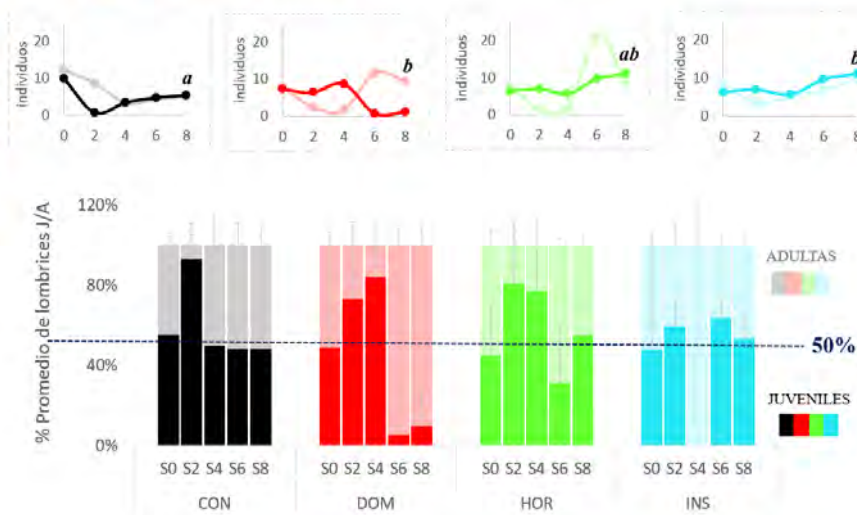 individuos
20
10
0
a
0 2 4 6 8
individuos
20
10
0
b
0 2 4 6 8
individuos
20
10
0
ab
0 2 4 6 8
individuos
20
10
0
b
0 2 4 6 8
% Promedio de lombrices J/A
120%
80%
40%
0%
ADULTAS
50%
JUVENILES
S0 S2 S4 S6 S8 S0 S2 S4 S6 S8 S0 S2 S4 S6 S8 S0 S2 S4 S6 S8
CON DOM HOR INS